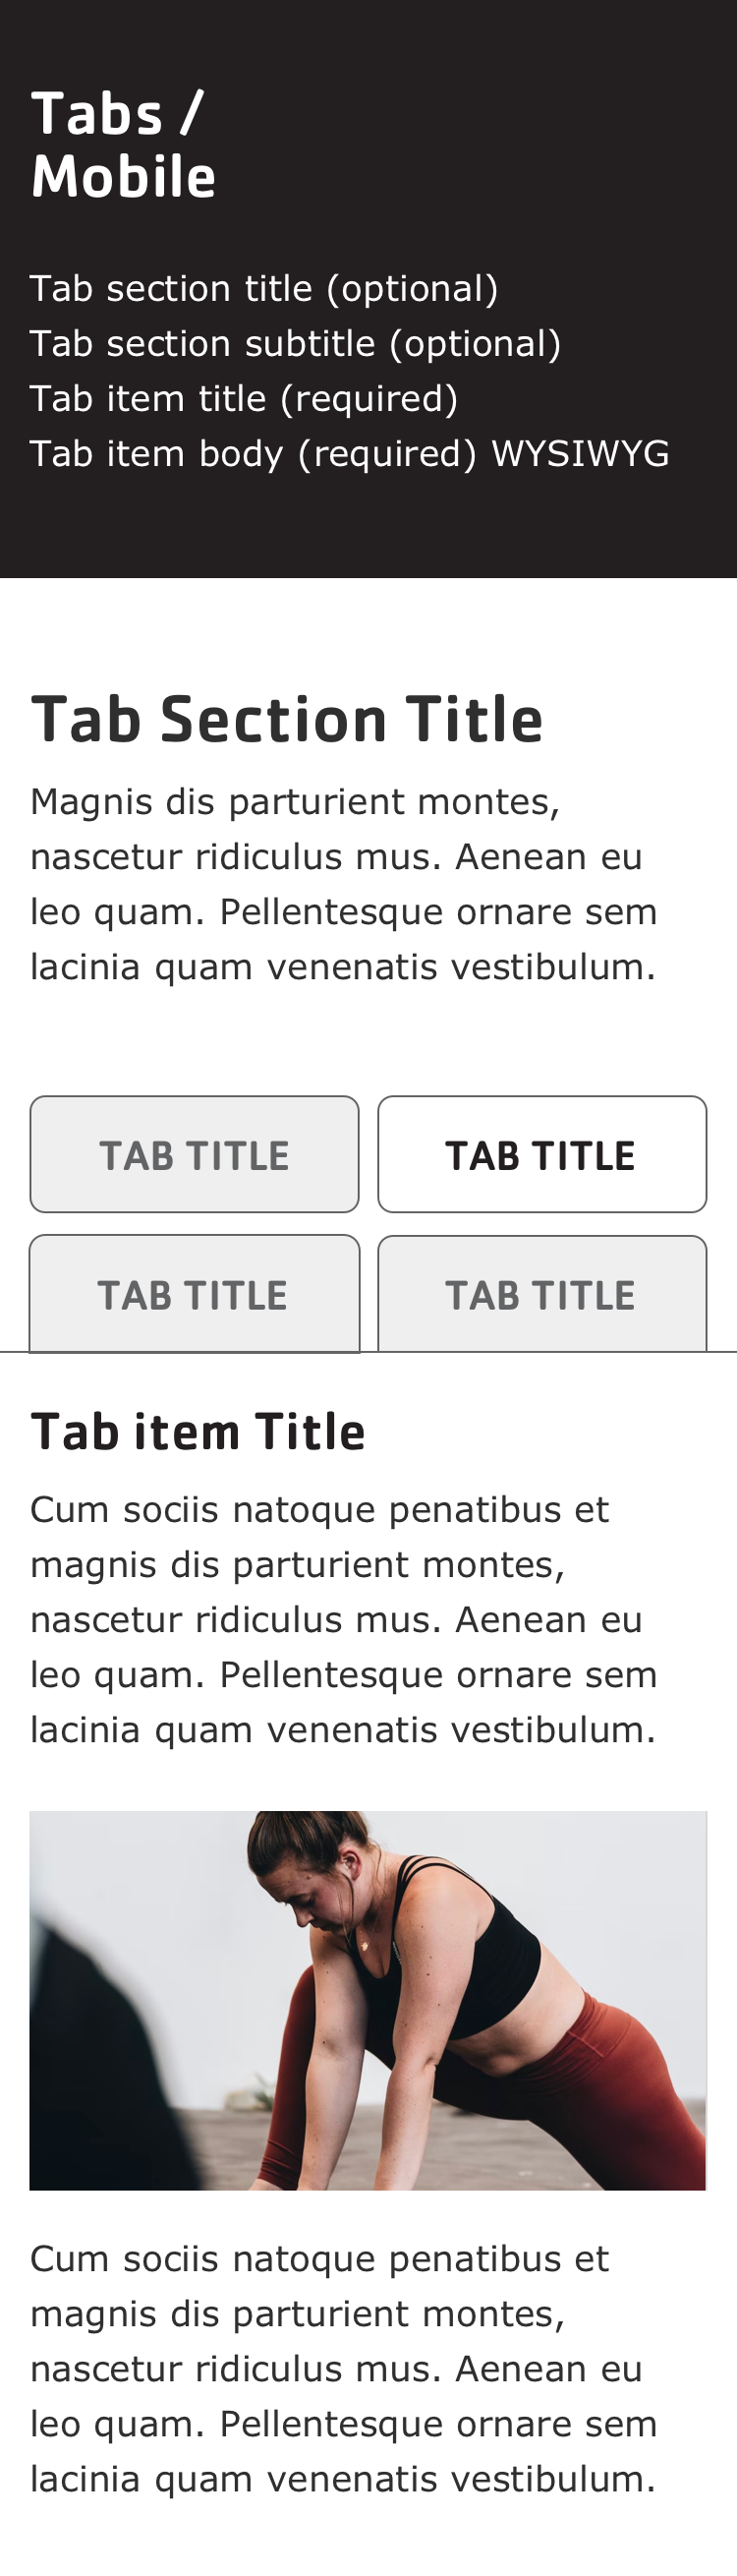 Tabs /
Mobile
Tab section title (optional)
Tab section subtitle (optional)
Tab item title (required)
Tab item body (required) WYSIWYG
Tab Section Title
Magnis dis parturient montes,
nascetur ridiculus mus. Aenean eu
leo quam. Pellentesque ornare sem
lacinia quam venenatis vestibulum.
TAB TITLE
TAB TITLE
TAB TITLE
TAB TITLE
Tab item Title
Cum sociis natoque penatibus et
magnis dis parturient montes,
nascetur ridiculus mus. Aenean eu
leo quam. Pellentesque ornare sem
lacinia quam venenatis vestibulum.
Cum sociis natoque penatibus et
magnis dis parturient montes,
nascetur ridiculus mus. Aenean eu
leo quam. Pellentesque ornare sem
lacinia quam venenatis vestibulum.